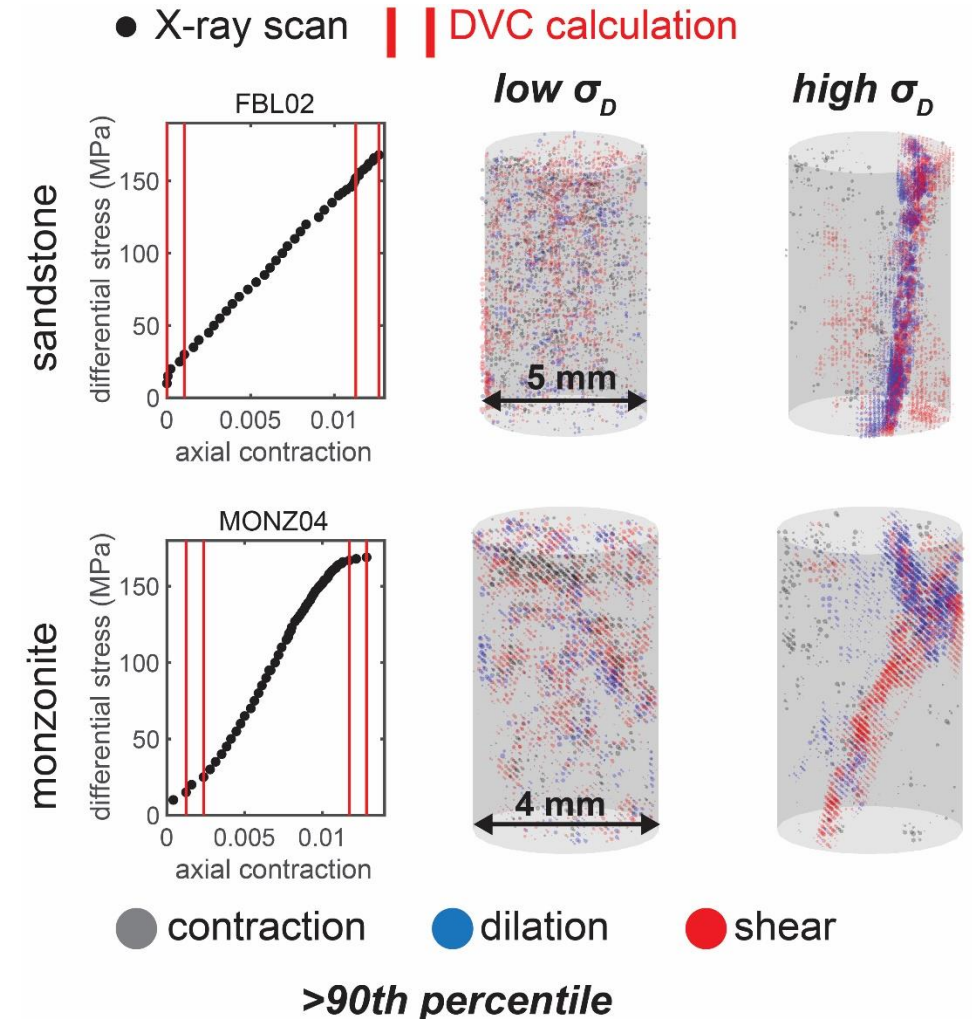 X-ray scan
DVC calculation
low σD
high σD
sandstone
FBL02
differential stress (MPa)
150
100
50
0
0
0.005
0.01
axial contraction
5 mm
monzonite
MONZ04
differential stress (MPa)
150
100
50
0
0
0.005
0.01
axial contraction
4 mm
contraction
dilation
shear
>90th percentile